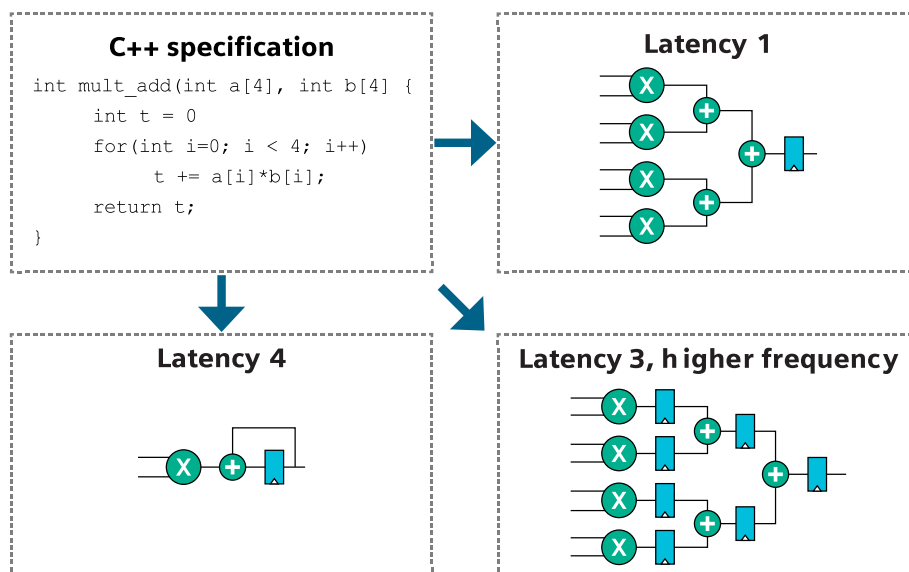 C++ specification
int mult_add(int a[4], int b[4] {
int t = 0
for(int i=0; i < 4; i++)
t += a[i]*b[i];
return t;
}
Latency 1
X
X
X
X
+
+
+
Latency 4
X
+
Latency 3, higher frequency
X
X
X
X
+
+
+